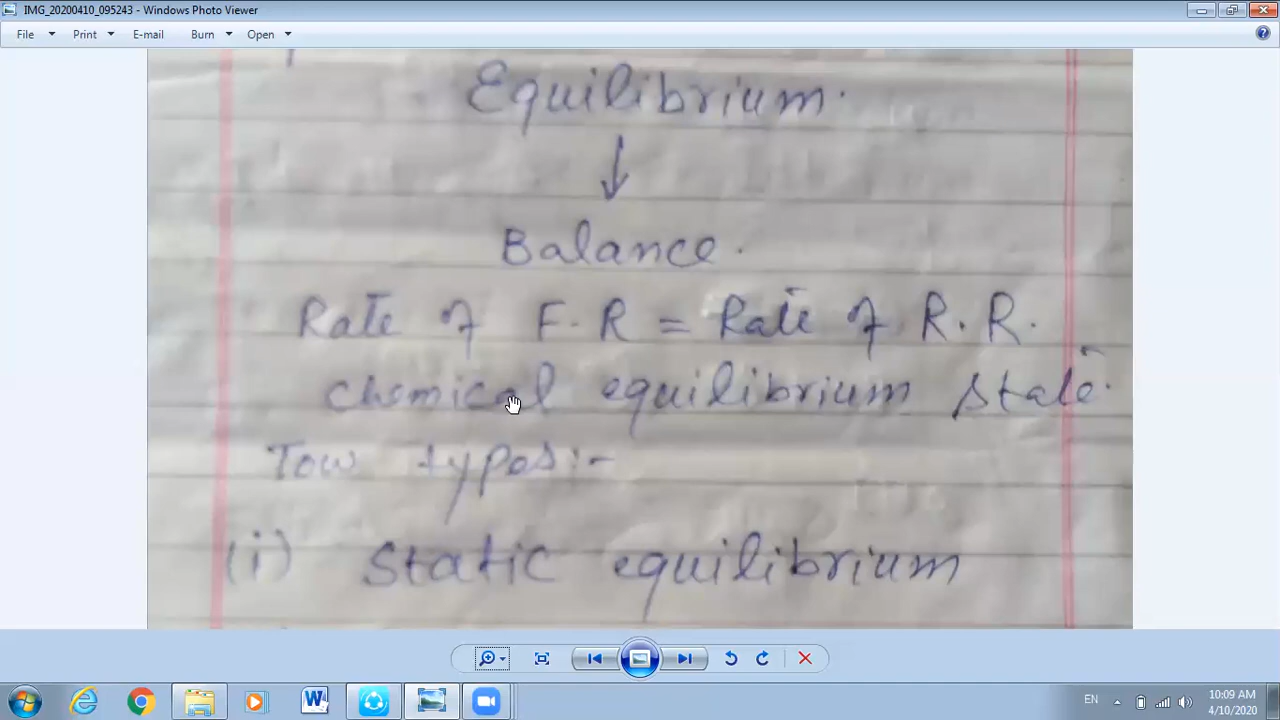 IMG_20200410_095243 - Windows Photo Viewer
File Print E-mail Burn Open
Equilibrium.
↓
Balance.
Rate of F.R = Rate of R.R.
Chemical equilibrium State.
Tow types:-
(i) Static equilibrium
EN
10:09 AM
4/10/2020